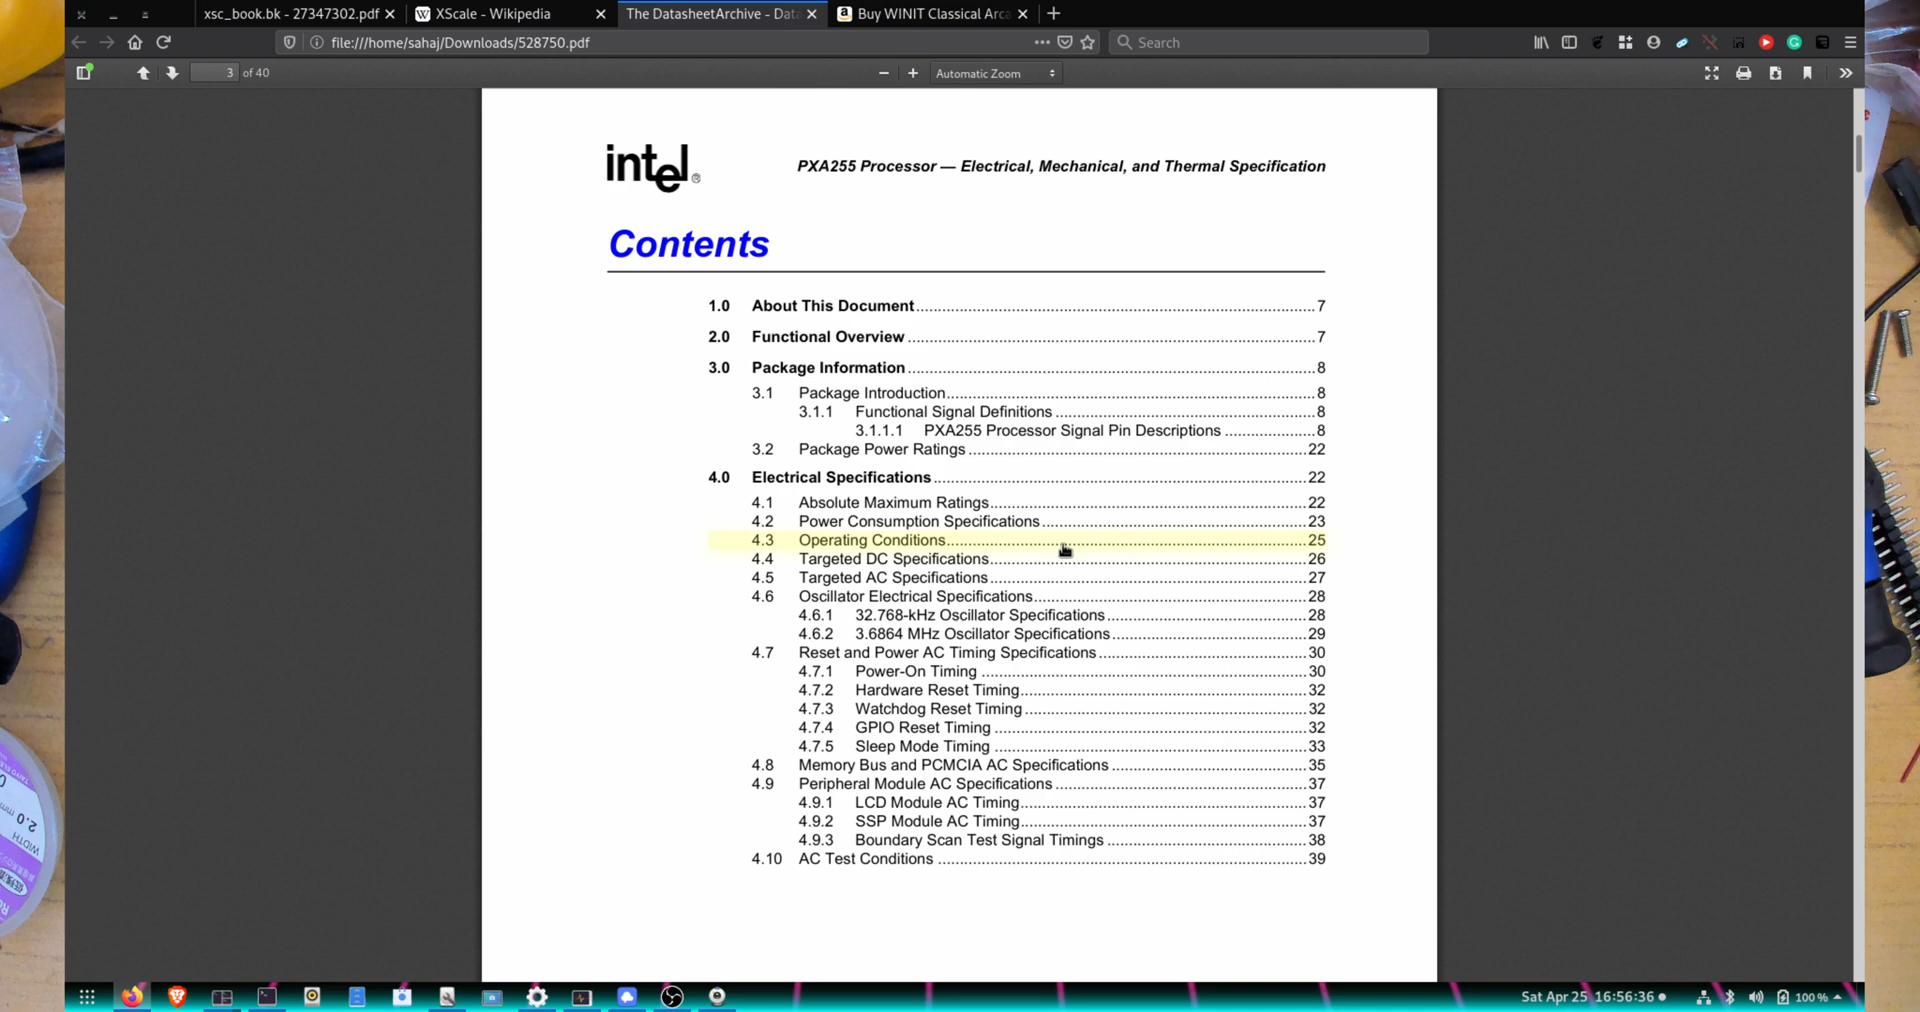 xsc_book.bk - 27347302.pdf
XScale - Wikipedia
The DatasheetArchive - Dat
Buy WINIT Classical Arca
file:///home/sahaj/Downloads/528750.pdf
Search
3 of 40
Automatic Zoom
intel®
PXA255 Processor — Electrical, Mechanical, and Thermal Specification
Contents
1.0 About This Document 7
2.0 Functional Overview 7
3.0 Package Information 8
3.1 Package Introduction 8
3.1.1 Functional Signal Definitions 8
3.1.1.1 PXA255 Processor Signal Pin Descriptions 8
3.2 Package Power Ratings 22
4.0 Electrical Specifications 22
4.1 Absolute Maximum Ratings 22
4.2 Power Consumption Specifications 23
4.3 Operating Conditions 25
4.4 Targeted DC Specifications 26
4.5 Targeted AC Specifications 27
4.6 Oscillator Electrical Specifications 28
4.6.1 32.768-kHz Oscillator Specifications 28
4.6.2 3.6864 MHz Oscillator Specifications 29
4.7 Reset and Power AC Timing Specifications 30
4.7.1 Power-On Timing 30
4.7.2 Hardware Reset Timing 32
4.7.3 Watchdog Reset Timing 32
4.7.4 GPIO Reset Timing 32
4.7.5 Sleep Mode Timing 33
4.8 Memory Bus and PCMCIA AC Specifications 35
4.9 Peripheral Module AC Specifications 37
4.9.1 LCD Module AC Timing 37
4.9.2 SSP Module AC Timing 37
4.9.3 Boundary Scan Test Signal Timings 38
4.10 AC Test Conditions 39
WIDTH
2.0 mm
Sat Apr 25 16:56:36
100 %